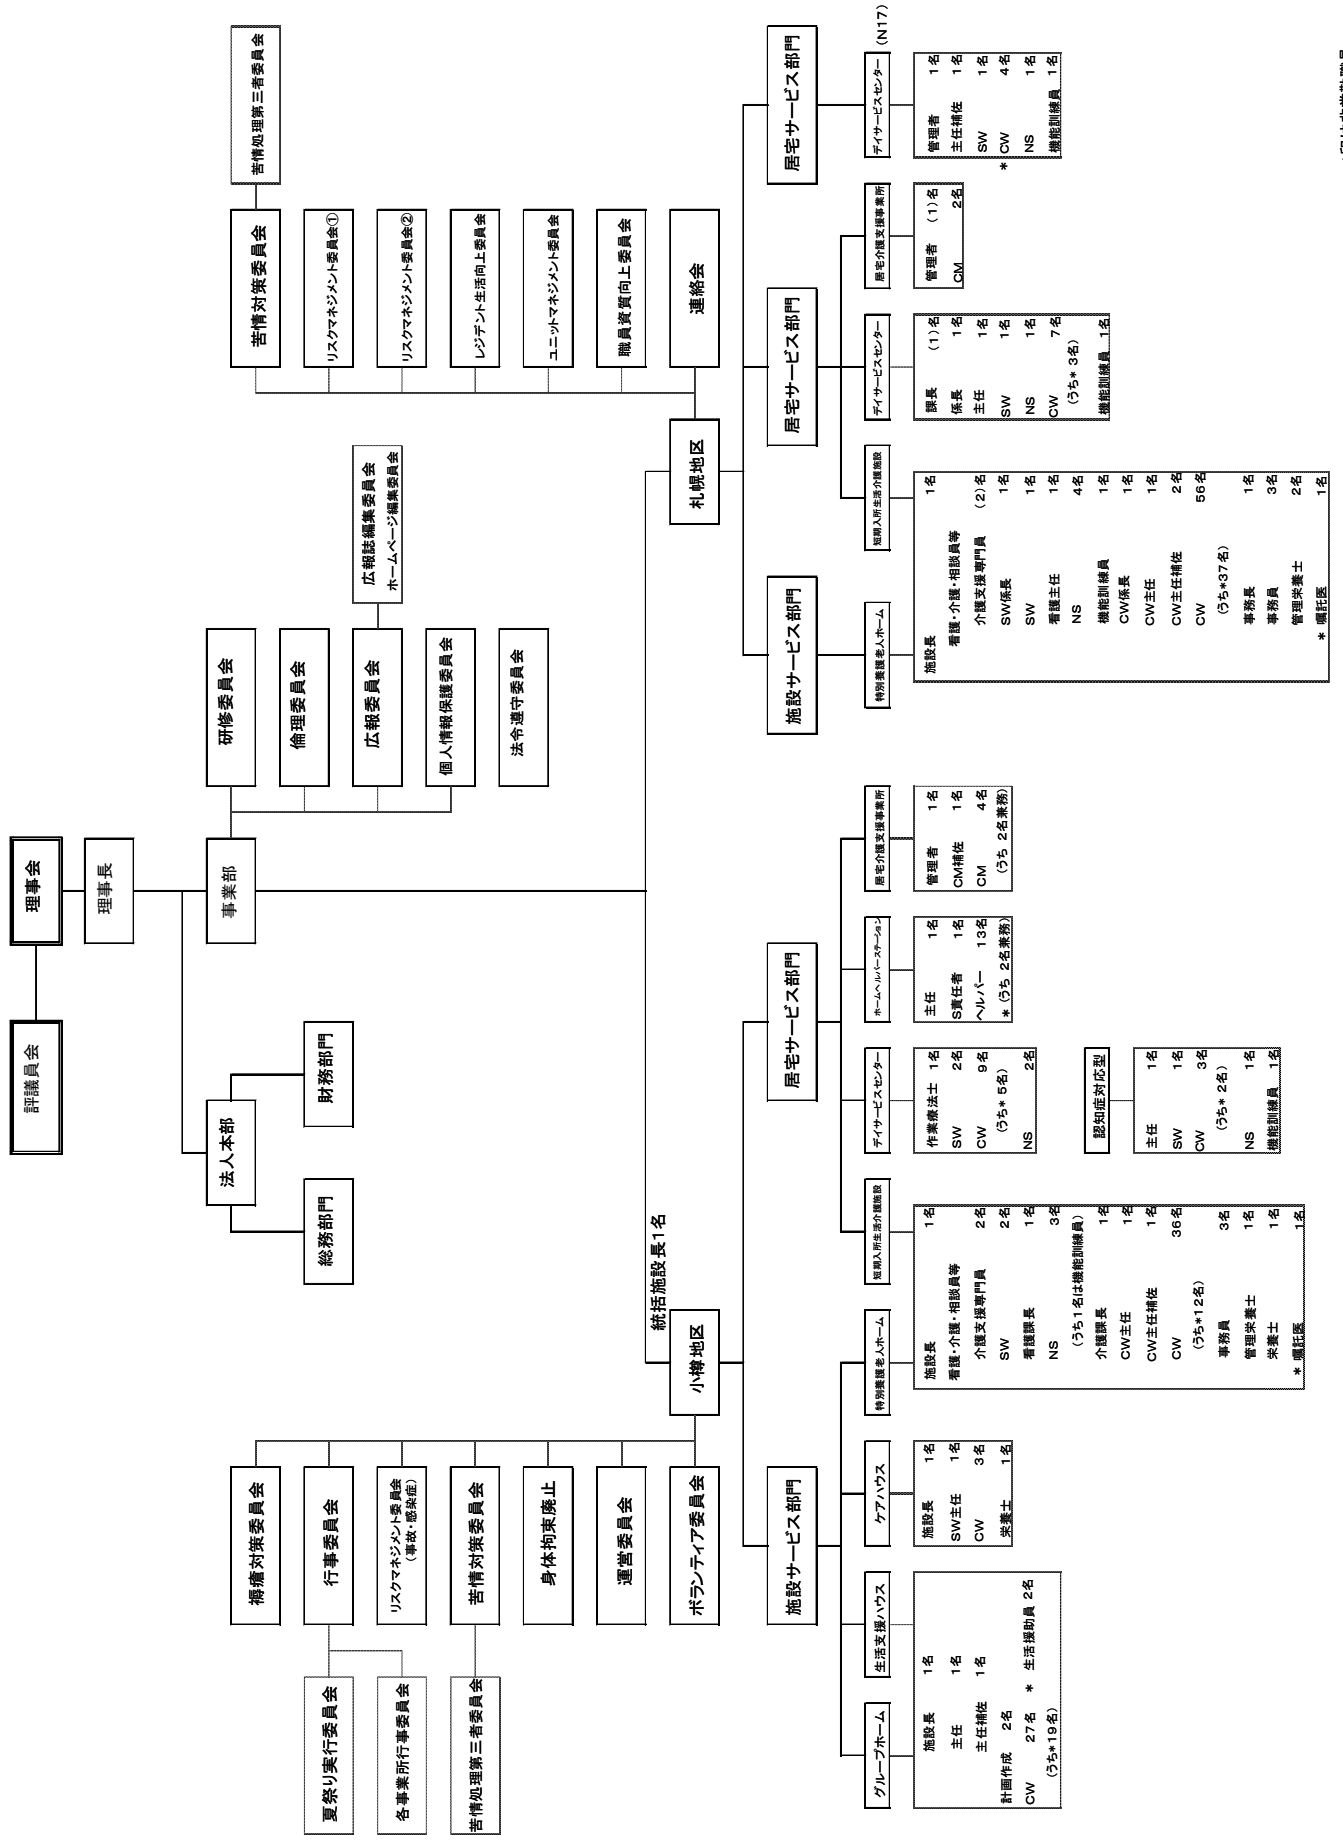 理事会
評議員会
理事長
事業部
法人本部
総務部門
財務部門
研修委員会
倫理委員会
広報委員会
広報誌編集委員会
ホームページ編集委員会
個人情報保護委員会
法令遵守委員会
統括施設長1名
小樽地区
褥瘡対策委員会
行事委員会
夏祭り実行委員会
各事業所行事委員会
リスクマネジメント委員会
(事故・感染症)
苦情対策委員会
苦情処理第三者委員会
身体拘束廃止
運営委員会
ボランティア委員会
札幌地区
苦情対策委員会
苦情処理第三者委員会
リスクマネジメント委員会①
リスクマネジメント委員会②
レジデント生活向上委員会
ユニットマネジメント委員会
職員資質向上委員会
連絡会
施設サービス部門
グループホーム
生活支援ハウス
施設長 1名
主任 1名
主任補佐 1名
計画作成 2名
CW 27名 * 生活援助員 2名
(うち*19名)
ケアハウス
施設長 1名
SW主任 1名
CW 3名
栄養士 1名
特別養護老人ホーム
居宅サービス部門
短期入所生活介護施設
施設長 1名
看護・介護・相談員等
介護支援専門員 2名
SW 2名
看護課長 1名
NS 3名
(うち1名は機能訓練員)
介護課長 1名
CW主任 1名
CW主任補佐 1名
CW 36名
(うち*12名)
事務員 3名
管理栄養士 1名
栄養士 1名
* 嘱託医 1名
デイサービスセンター
作業療法士 1名
SW 2名
CW 9名
(うち* 5名)
NS 2名
認知症対応型
主任 1名
SW 1名
CW 3名
(うち* 2名)
NS 1名
機能訓練員 1名
ホームヘルパーステーション
主任 1名
S責任者 1名
ヘルパー 13名
* (うち 2名兼務)
居宅介護支援事業所
管理者 1名
CM補佐 1名
CM 4名
(うち 2名兼務)
施設サービス部門
特別養護老人ホーム
居宅サービス部門
短期入所生活介護施設
施設長 1名
看護・介護・相談員等
介護支援専門員 (2)名
SW係長 1名
SW 1名
看護主任 1名
NS 4名
機能訓練員 1名
CW係長 1名
CW主任 1名
CW主任補佐 2名
CW 56名
(うち*37名)
事務長 1名
事務員 3名
管理栄養士 2名
* 嘱託医 1名
デイサービスセンター
課長 (1)名
係長 1名
主任 1名
SW 1名
NS 1名
CW 7名
(うち* 3名)
機能訓練員 1名
居宅介護支援事業所
管理者 (1)名
CM 2名
居宅サービス部門
デイサービスセンター (N17)
管理者 1名
主任補佐 1名
SW 1名
* CW 4名
NS 1名
機能訓練員 1名